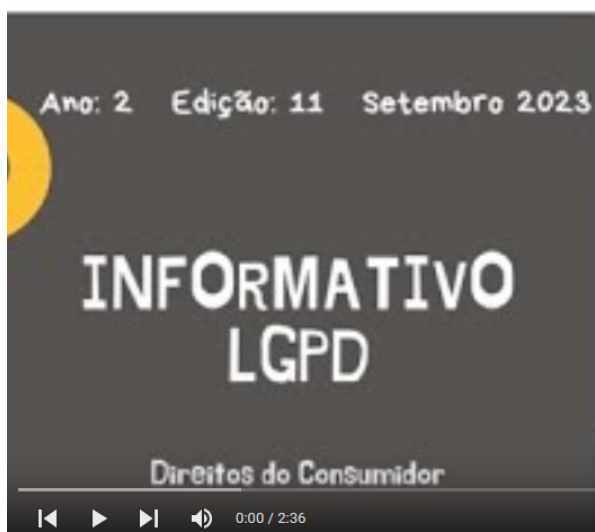 Ano: 2 Edição: 11 Setembro 2023
INFORMATIVO
LGPD
Direitos do Consumidor
0:00 / 2:36